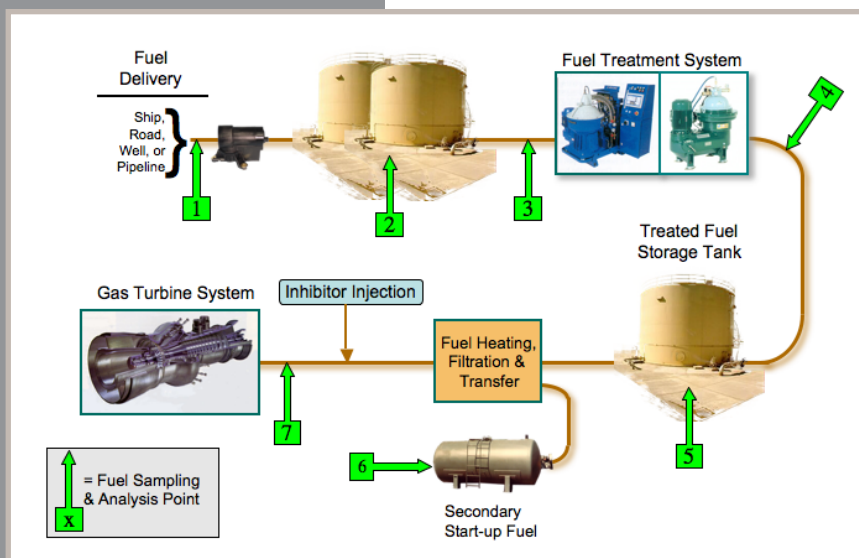 Fuel
Delivery
Ship,
Road,
Well, or
Pipeline
1
2
3
Fuel Treatment System
4
Treated Fuel
Storage Tank
5
Gas Turbine System
Inhibitor Injection
Fuel Heating,
Filtration &
Transfer
7
6
Secondary
Start-up Fuel
x
= Fuel Sampling
& Analysis Point